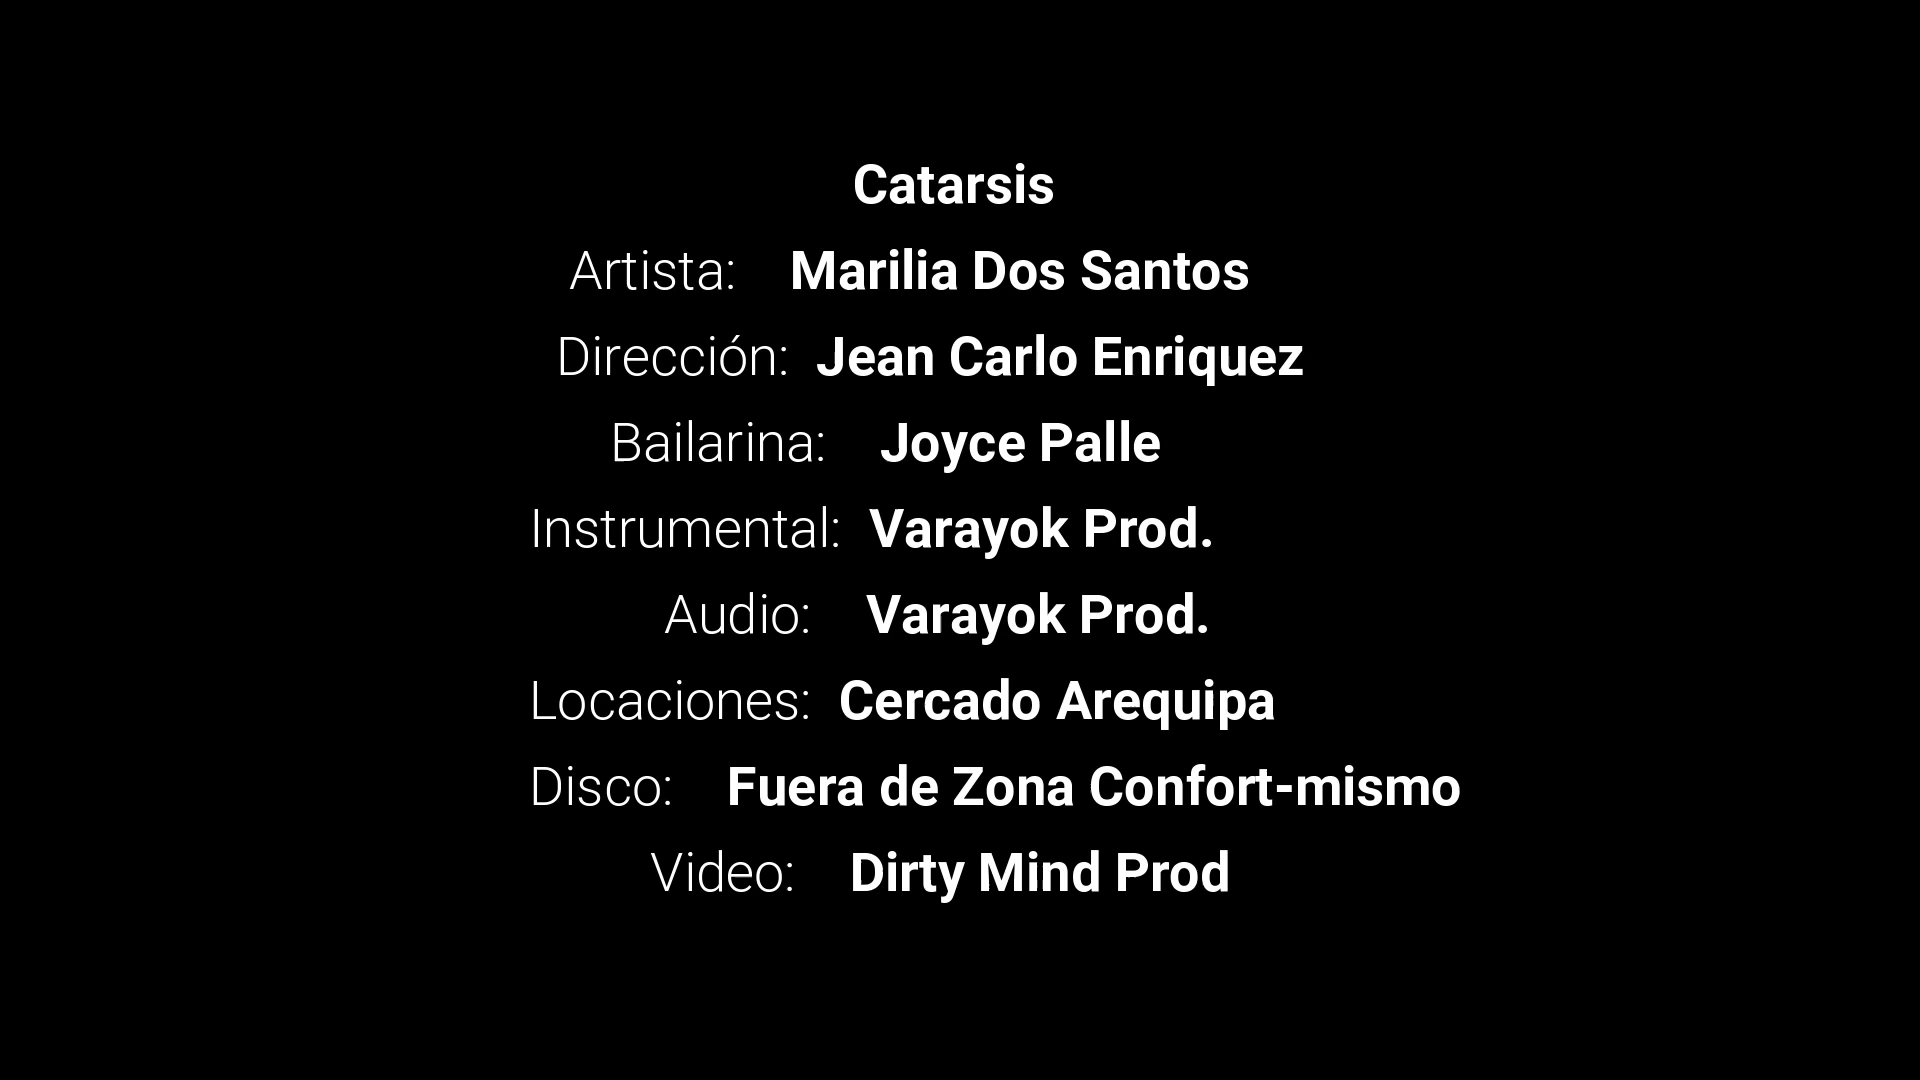 Catarsis
Artista: Marilia Dos Santos
Dirección: Jean Carlo Enriquez
Bailarina: Joyce Palle
Instrumental: Varayok Prod.
Audio: Varayok Prod.
Locaciones: Cercado Arequipa
Disco: Fuera de Zona Confort-mismo
Video: Dirty Mind Prod